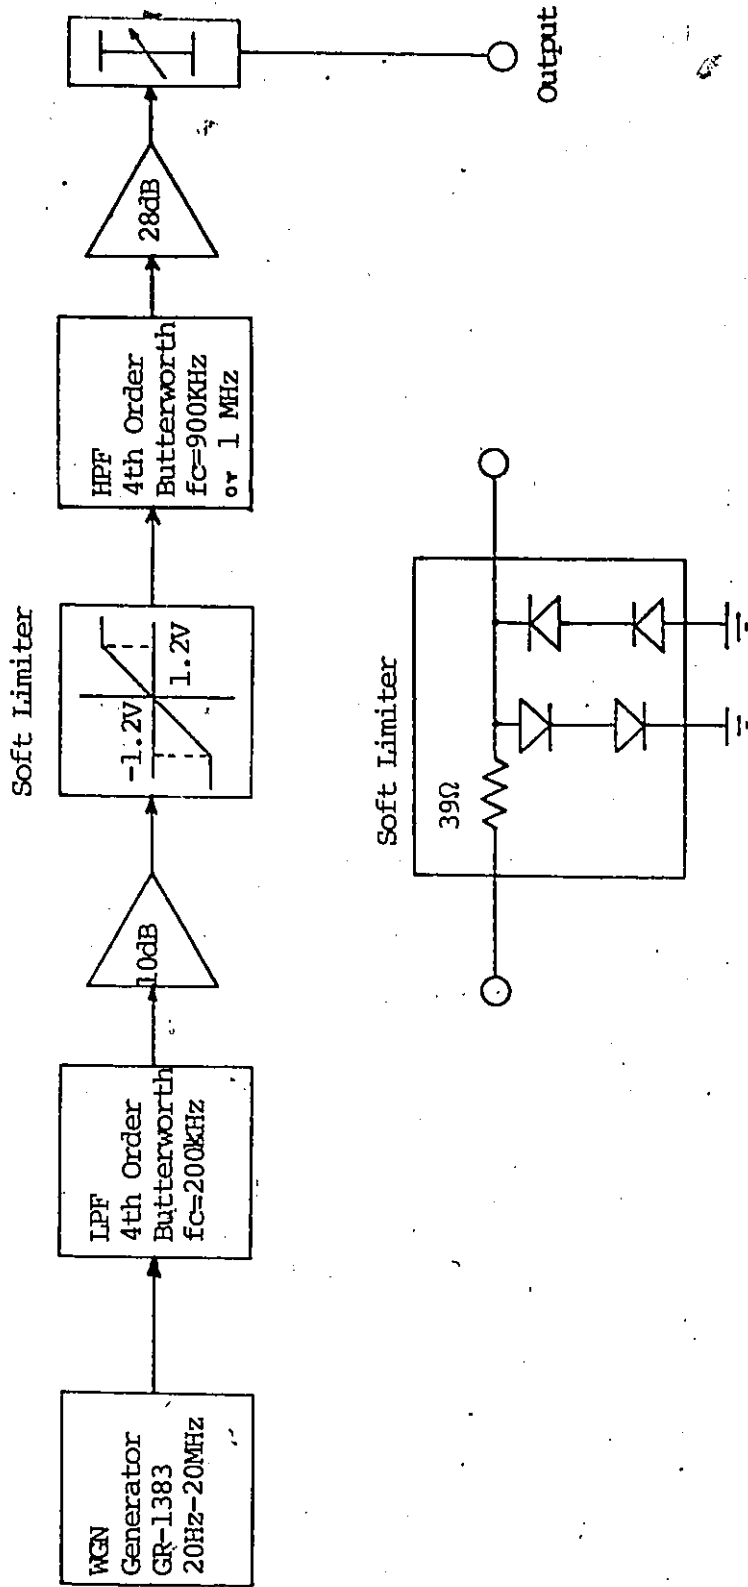 WGN
Generator
GR-1383
20Hz-20MHz
LPF
4th Order
Butterworth
fc=200KHz
10dB
Soft Limiter
-1.2V
1.2V
HPF
4th Order
Butterworth
fc=900KHz
or 1 MHz
28dB
Output
Soft Limiter
39Ω